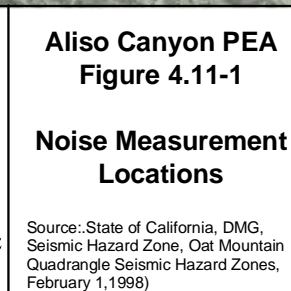 Aliso Canyon PEA
Figure 4.11-1
Noise Measurement
Locations
Source:.State of California, DMG,
Seismic Hazard Zone, Oat Mountain
Quadrangle Seismic Hazard Zones,
February 1,1998)